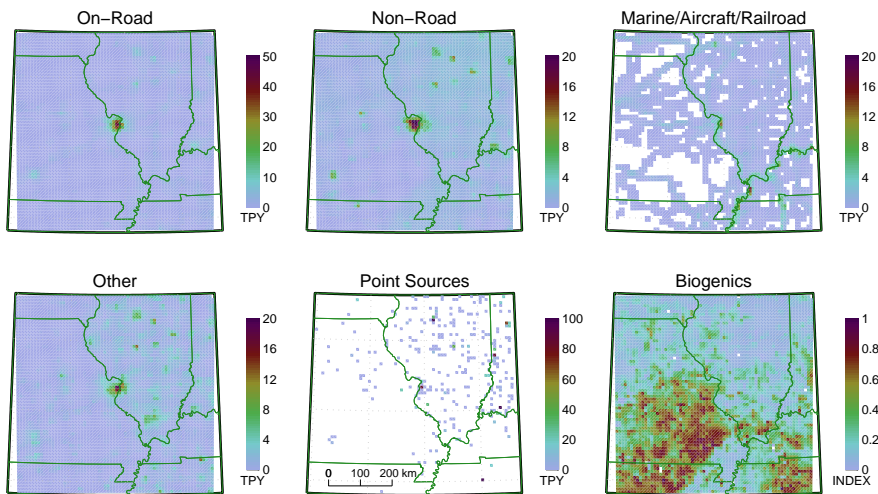 On−Road
50
40
30
20
10
0
TPY
Non−Road
20
16
12
8
4
0
TPY
Marine/Aircraft/Railroad
20
16
12
8
4
0
TPY
Other
20
16
12
8
4
0
TPY
Point Sources
0 100 200 km
100
80
60
40
20
0
TPY
Biogenics
1
0.8
0.6
0.4
0.2
0
INDEX